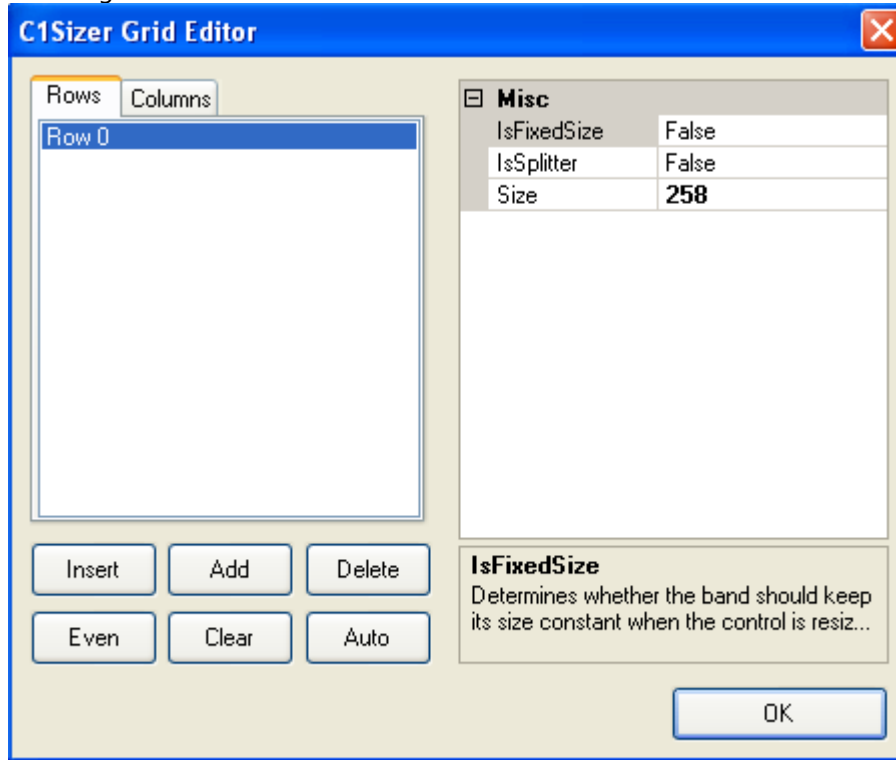 C1Sizer Grid Editor
Rows Columns
Row 0
Misc
IsFixedSize False
IsSplitter False
Size 258
Insert Add Delete
Even Clear Auto
IsFixedSize
Determines whether the band should keep
its size constant when the control is resiz...
OK